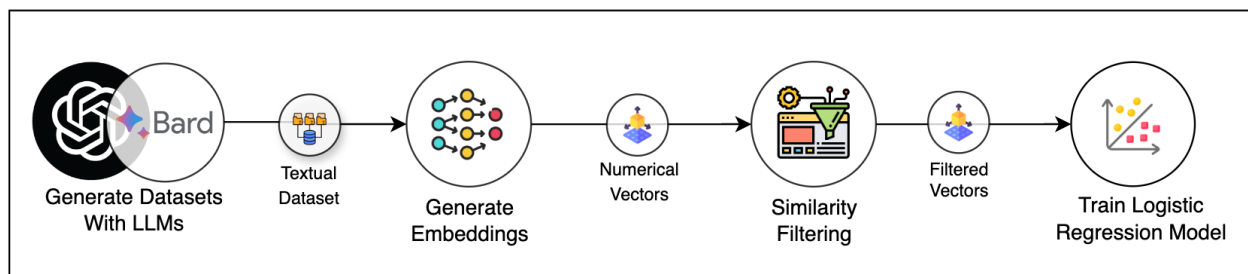 Bard
Generate Datasets
With LLMs
Textual
Dataset
Generate
Embeddings
Numerical
Vectors
Similarity
Filtering
Filtered
Vectors
Train Logistic
Regression Model